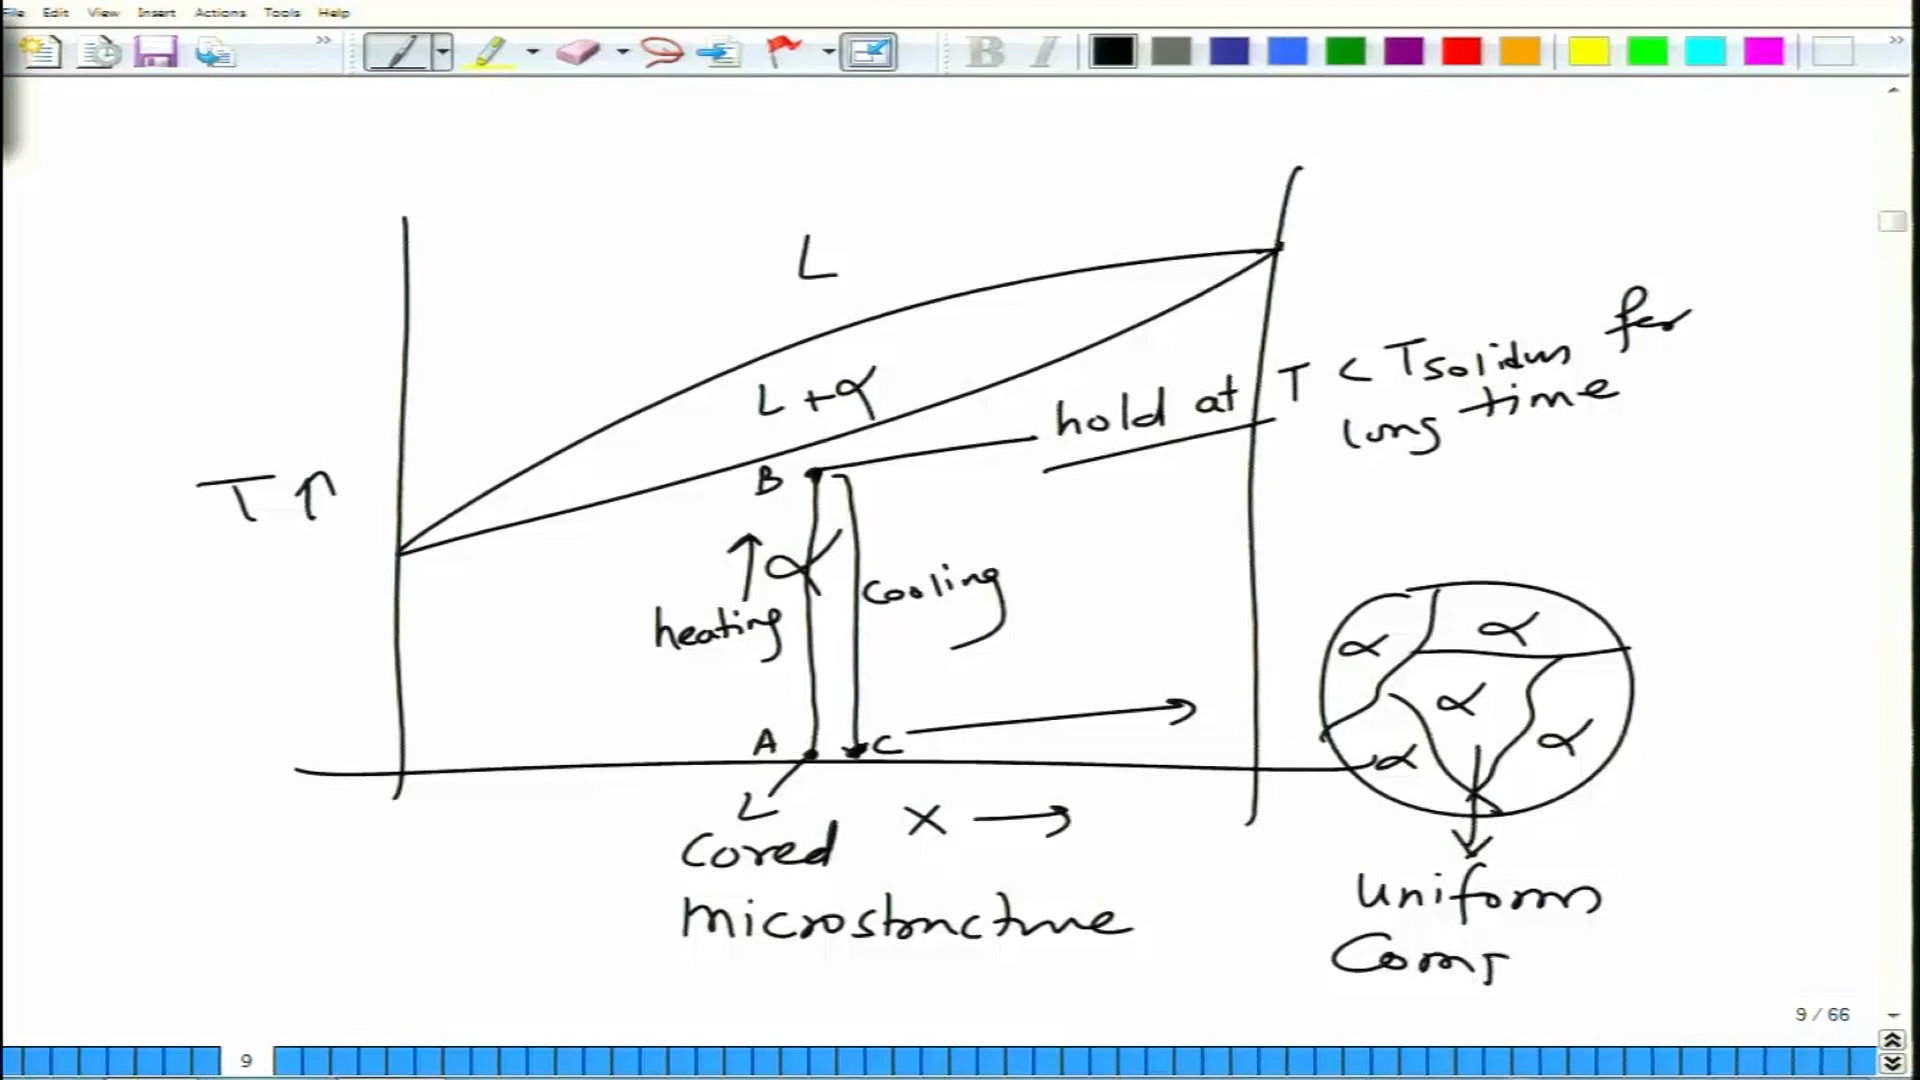 File Edit View Insert Actions Tools Help
B I
L
L + α
hold at T < Tsolidus for
long time
T ↑
B
↑ α
heating
cooling
A
C
α
α
α
α
α
X →
Cored
Microstructure
Uniform
9 / 66
9